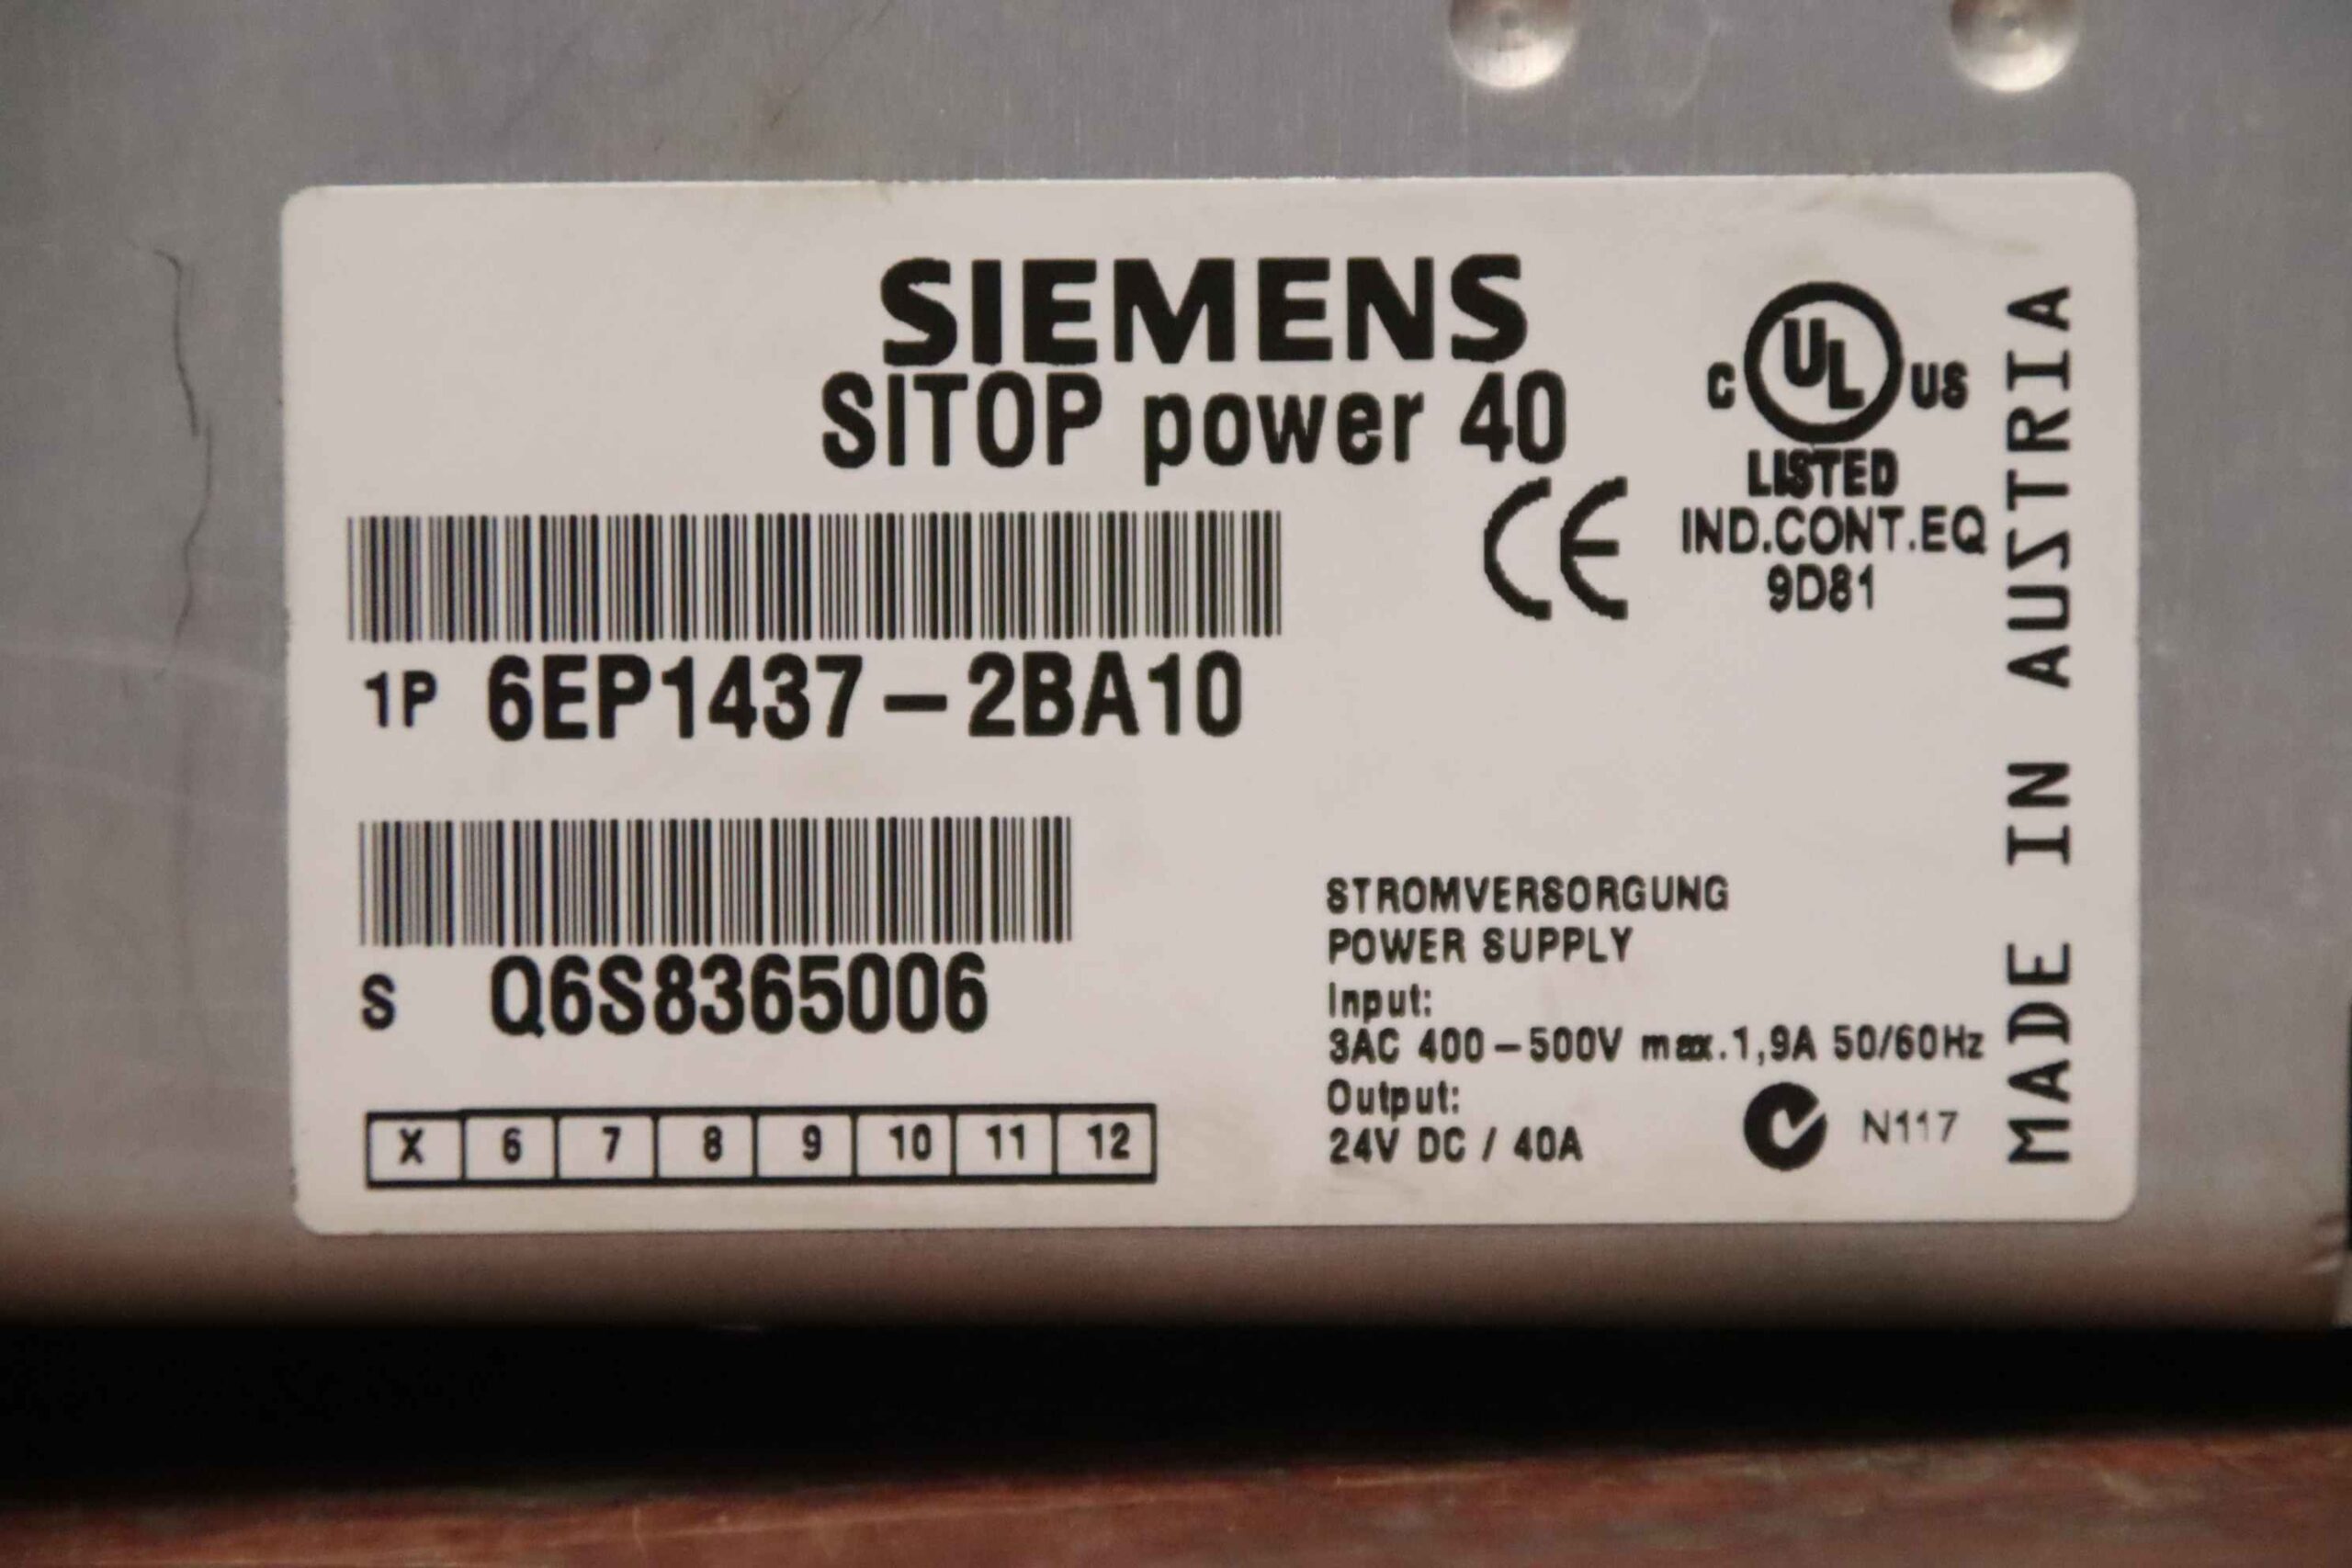 SIEMENS
SITOP power 40
C UL US
LISTED
IND.CONT.EQ
9D81
CE
1P 6EP1437-2BA10
S Q6S8365006
X 6 7 8 9 10 11 12
STROMVERSORGUNG
POWER SUPPLY
Input:
3AC 400-500V max.1,9A 50/60Hz
Output:
24V DC / 40A
N117
MADE IN AUSTRIA